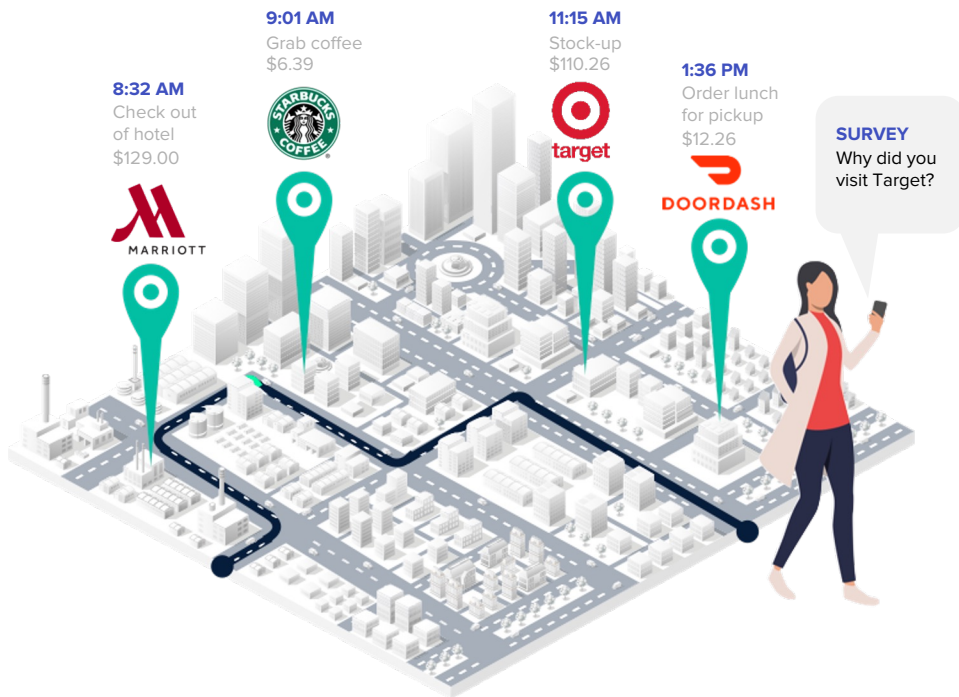 8:32 AM
Check out
of hotel
$129.00
MARRIOTT
9:01 AM
Grab coffee
$6.39
STARBUCKS
COFFEE
®
11:15 AM
Stock-up
$110.26
target
1:36 PM
Order lunch
for pickup
$12.26
DOORDASH
SURVEY
Why did you
visit Target?